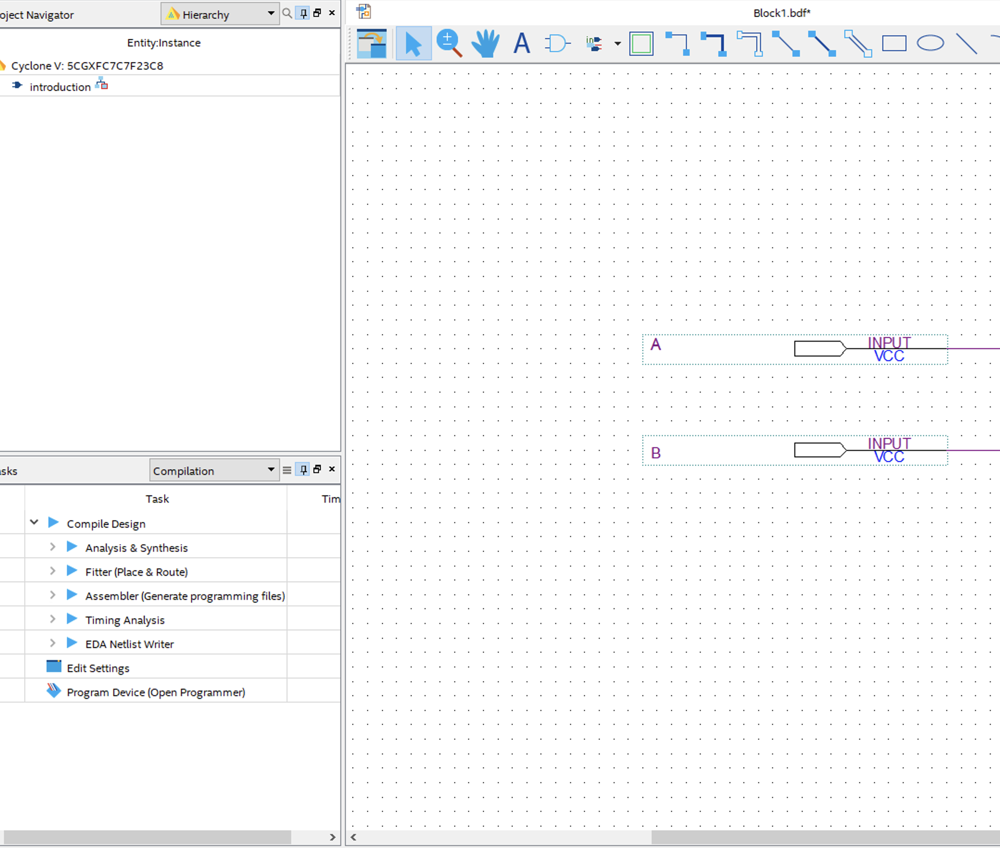 oject Navigator
Hierarchy
Entity:Instance
Cyclone V: 5CGXFC7C7F23C8
introduction
asks
Compilation
Task
Tim
Compile Design
Analysis & Synthesis
Fitter (Place & Route)
Assembler (Generate programming files)
Timing Analysis
EDA Netlist Writer
Edit Settings
Program Device (Open Programmer)
Block1.bdf*
A
in
A
INPUT
VCC
B
INPUT
VCC